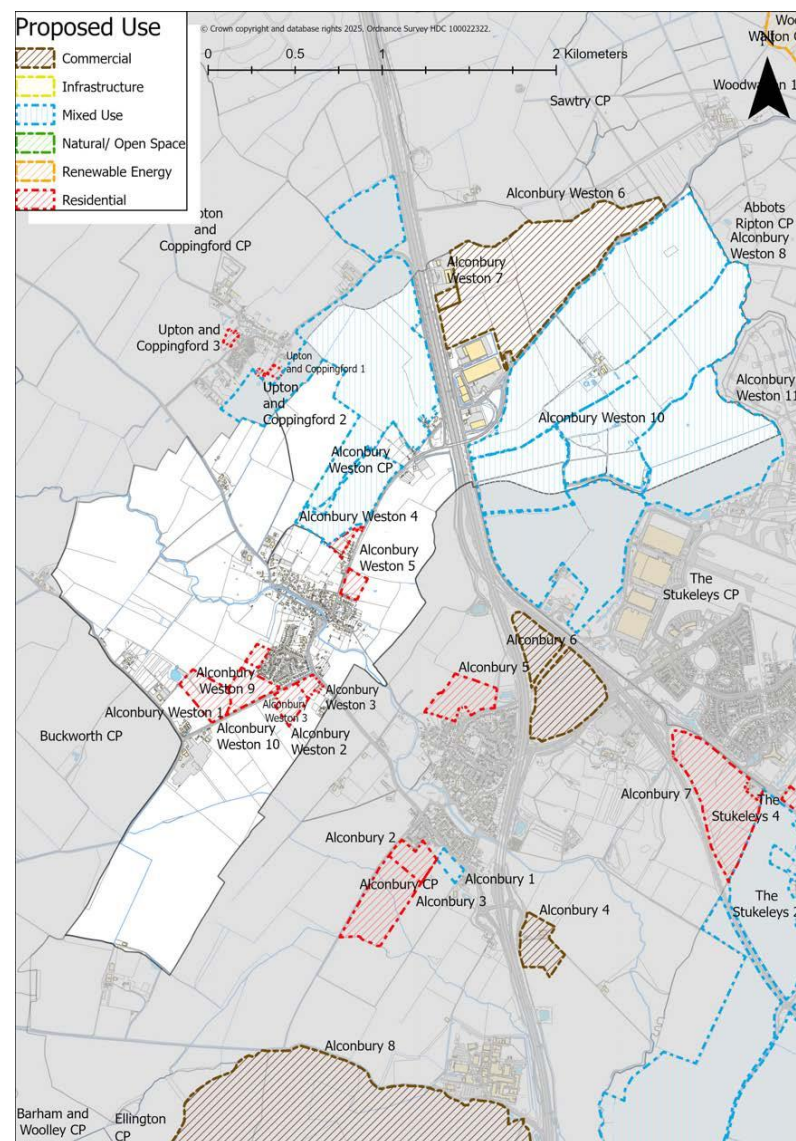 Proposed Use
Commercial
Infrastructure
Mixed Use
Natural/ Open Space
Renewable Energy
Residential
© Crown copyright and database rights 2025. Ordnance Survey HDC 100022322.
0 0.5 1 2 Kilometers
N
Sawtry CP
Alconbury Weston 6
Abbots
Ripton CP
Alconbury
Weston 8
and
Coppingford CP
Alconbury
Weston 7
Upton and
Coppingford 3
Upton
and Coppingford 1
Upton
and
Coppingford 2
Alconbury
Weston 11
Alconbury Weston 10
Alconbury
Weston CP
Alconbury Weston 4
Alconbury
Weston 5
The
Stukeleys CP
Alconbury 6
Alconbury 5
Alconbury
Weston 9
Alconbury
Weston 3
Alconbury
Weston 3
Alconbury Weston 1
Buckworth CP
Alconbury
Weston 10
Alconbury
Weston 2
Alconbury 7
The
Stukeleys 4
Alconbury 2
Alconbury CP
Alconbury 1
Alconbury 3
Alconbury 4
The
Stukeleys 2
Alconbury 8
Barham and
Woolley CP
Ellington
CP